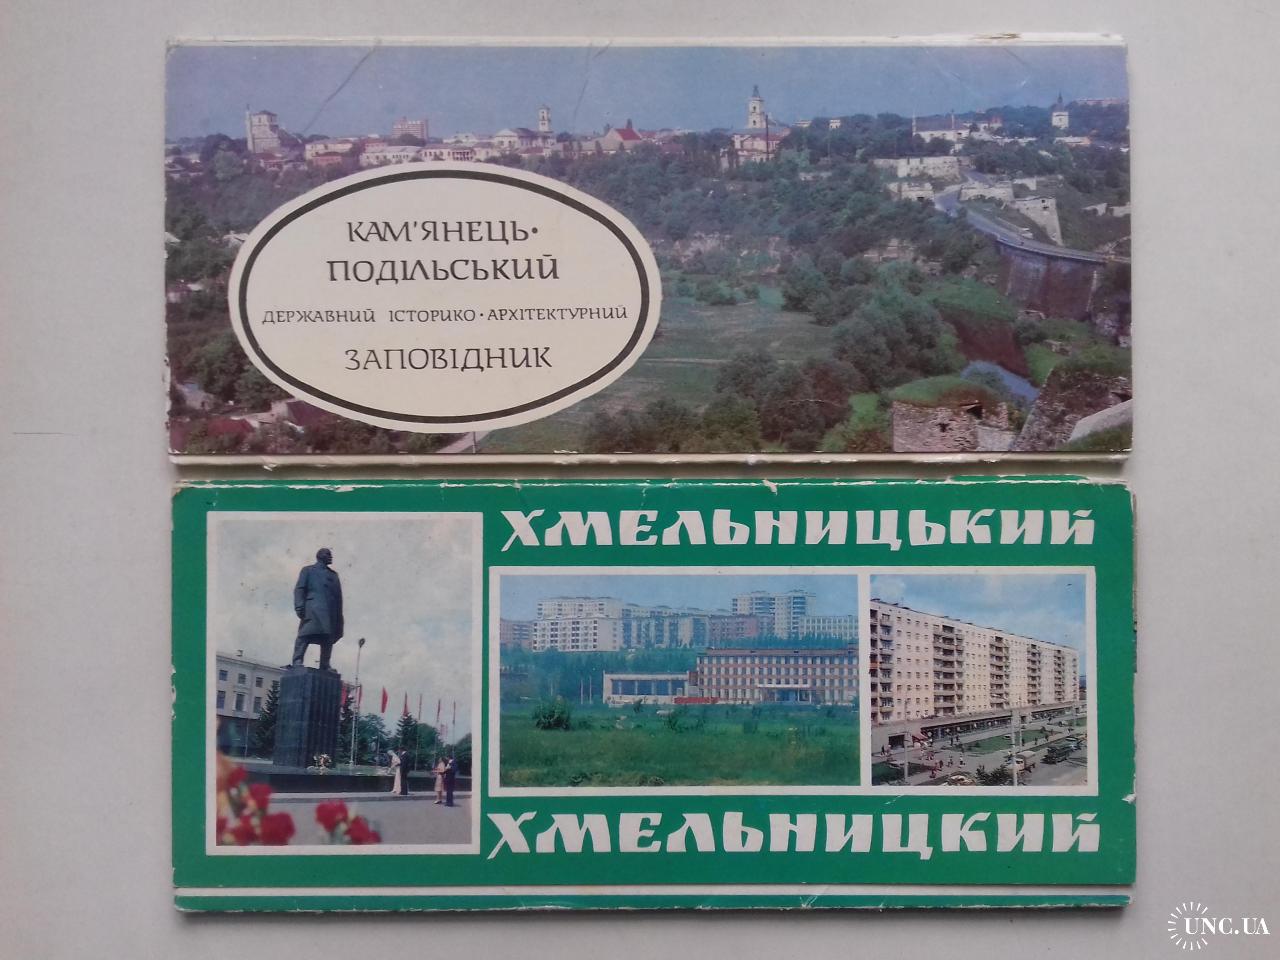 КАМ'ЯНЕЦЬ-
ПОДІЛЬСЬКИЙ
ДЕРЖАВНИЙ ІСТОРИКО-АРХІТЕКТУРНИЙ
ЗАПОВІДНИК
ХМЕЛЬНИЦЬКИЙ
ХМЕЛЬНИЦКИЙ
UNC.UA